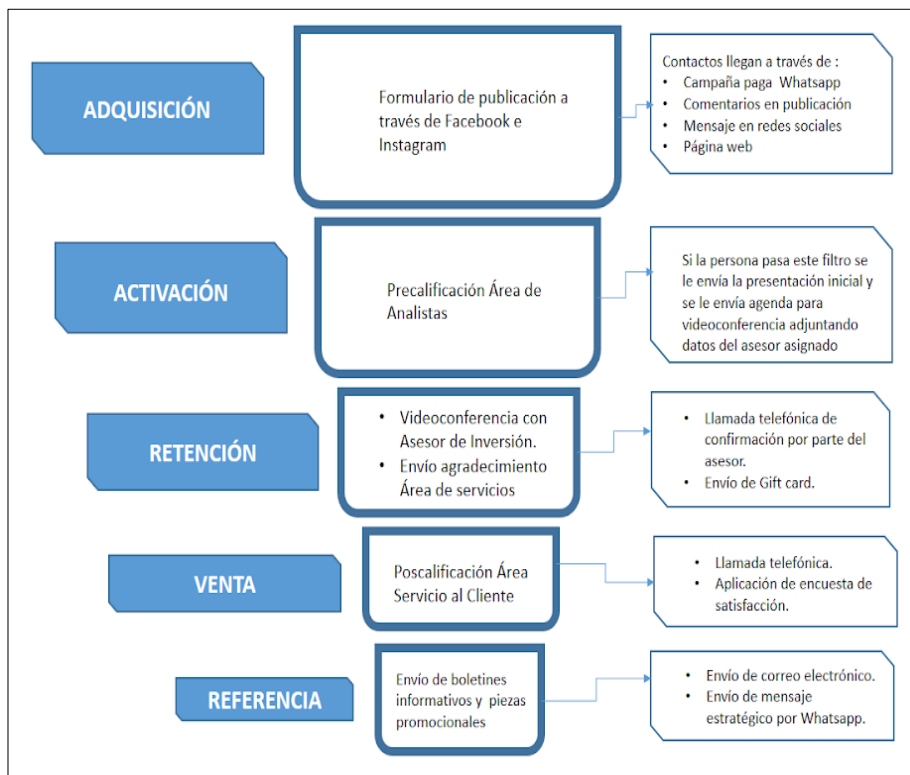 ADQUISICIÓN
Formulario de publicación a
través de Facebook e
Instagram
Contactos llegan a través de :
• Campaña paga Whatsapp
• Comentarios en publicación
• Mensaje en redes sociales
• Página web
ACTIVACIÓN
Precalificación Área de
Analistas
Si la persona pasa este filtro se
le envía la presentación inicial y
se le envía agenda para
videoconferencia adjuntando
datos del asesor asignado
RETENCIÓN
• Videoconferencia con
Asesor de Inversión.
• Envío agradecimiento
Área de servicios
• Llamada telefónica de
confirmación por parte del
asesor.
• Envío de Gift card.
VENTA
Poscalificación Área
Servicio al Cliente
• Llamada telefónica.
• Aplicación de encuesta de
satisfacción.
REFERENCIA
Envío de boletines
informativos y piezas
promocionales
• Envío de correo electrónico.
• Envío de mensaje
estratégico por Whatsapp.